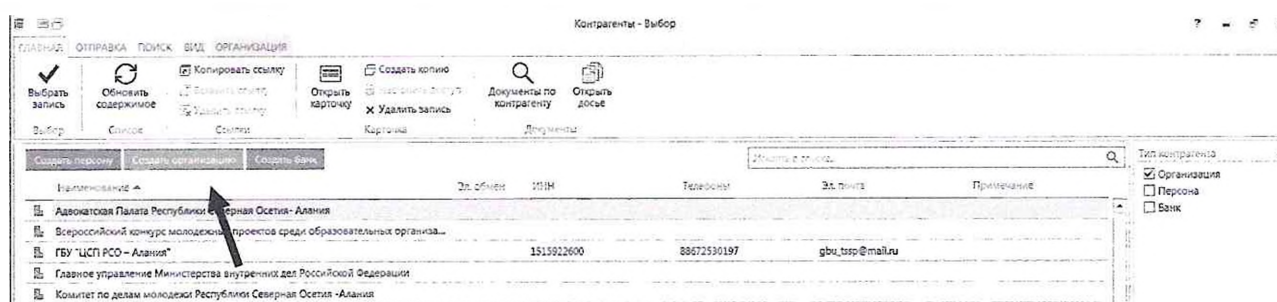 Контрагенты - Выбор
? - 
ГЛАВНАЯ ОТПРАВКА ПОИСК ВИД ОРГАНИЗАЦИЯ
Выбрать запись
Обновить содержимое
Копировать ссылку
Удалить ссылку
Открыть карточку
Создать копию
Удалить запись
Документы по контрагенту
Открыть досье
Выбор Список Ссылки Карточка Документы
Создать персону Создать организацию Создать банк
Тип контрагента
Наименование Эл. обмен ИНН Телефоны Эл. почта Примечание
Организация
Персона
Банк
Адвокатская Палата Республики Северная Осетия- Алания
Всероссийский конкурс молодежных проектов среди образовательных организа...
ГБУ "ЦСП РСО – Алания" 1515922600 88672530197 gbu_tssp@mail.ru
Главное управление Министерства внутренних дел Российской Федерации
Комитет по делам молодежи Республики Северная Осетия -Алания